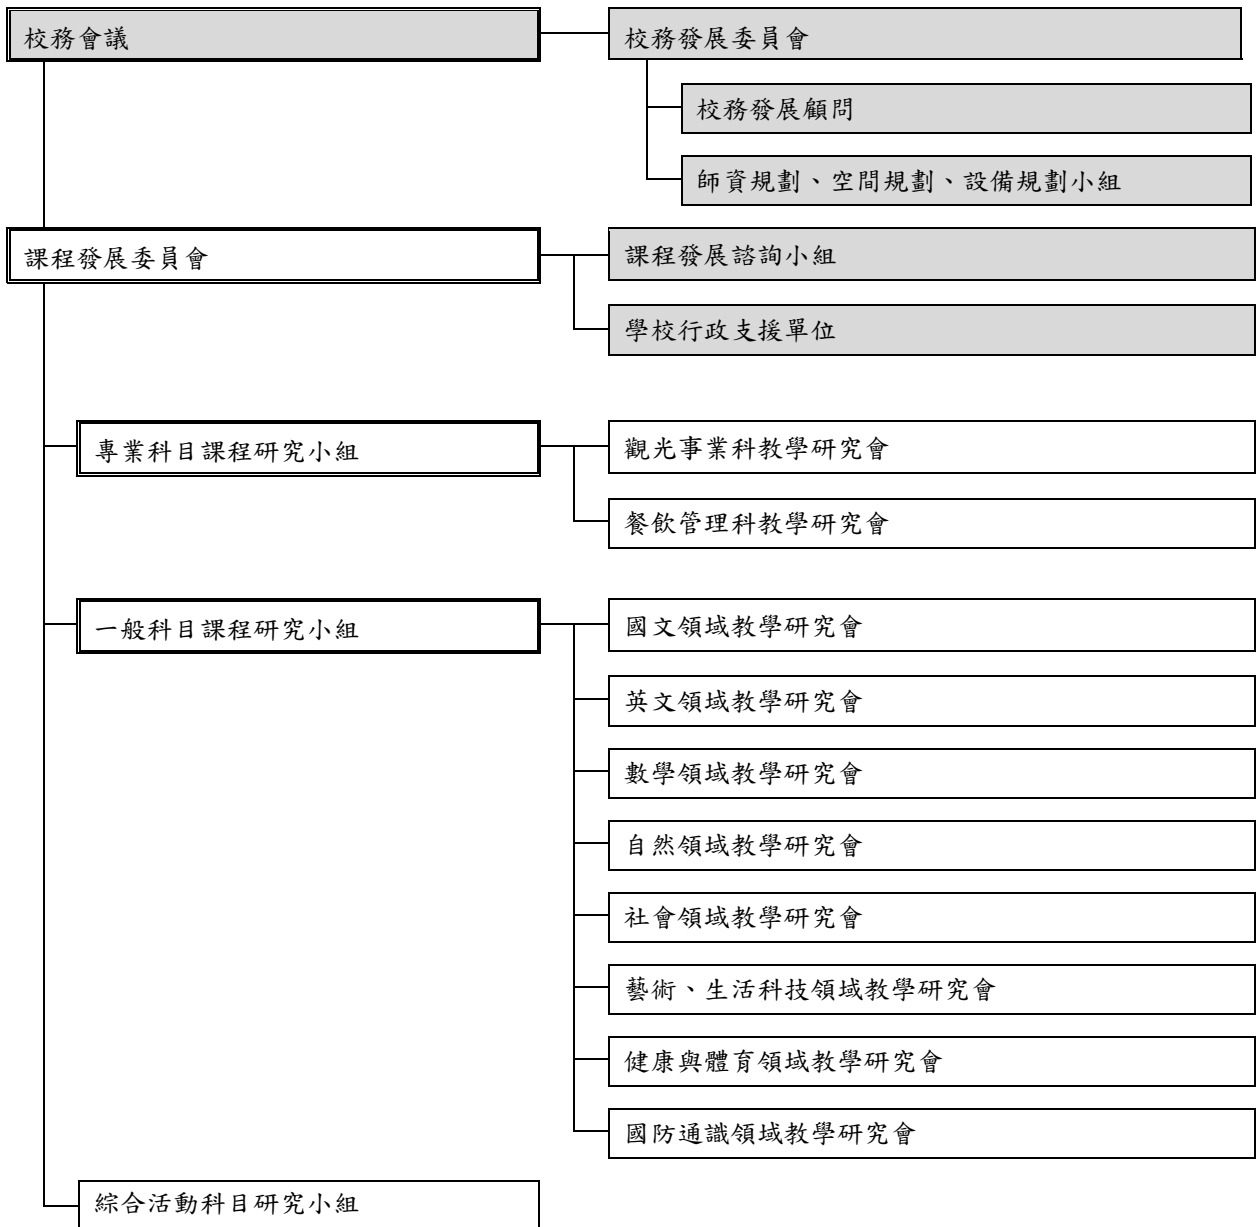 校務會議
校務發展委員會
校務發展顧問
師資規劃、空間規劃、設備規劃小組
課程發展委員會
課程發展諮詢小組
學校行政支援單位
專業科目課程研究小組
觀光事業科教學研究會
餐飲管理科教學研究會
一般科目課程研究小組
國文領域教學研究會
英文領域教學研究會
數學領域教學研究會
自然領域教學研究會
社會領域教學研究會
藝術、生活科技領域教學研究會
健康與體育領域教學研究會
國防通識領域教學研究會
綜合活動科目研究小組